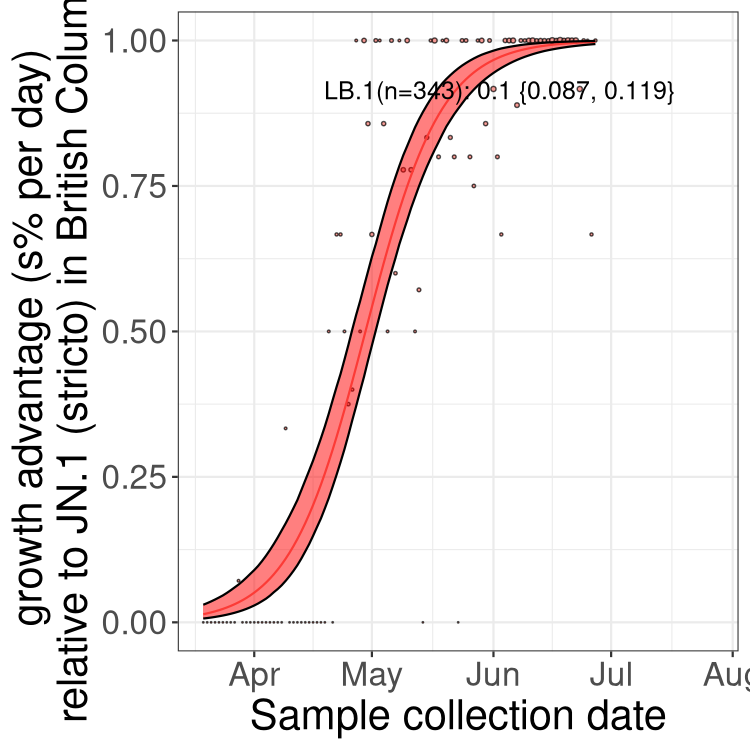 growth advantage (s% per day)
relative to JN.1 (stricto) in British Colum
1.00
0.75
0.50
0.25
0.00
LB.1(n=343): 0.1 {0.087, 0.119}
Apr May Jun Jul Aug
Sample collection date